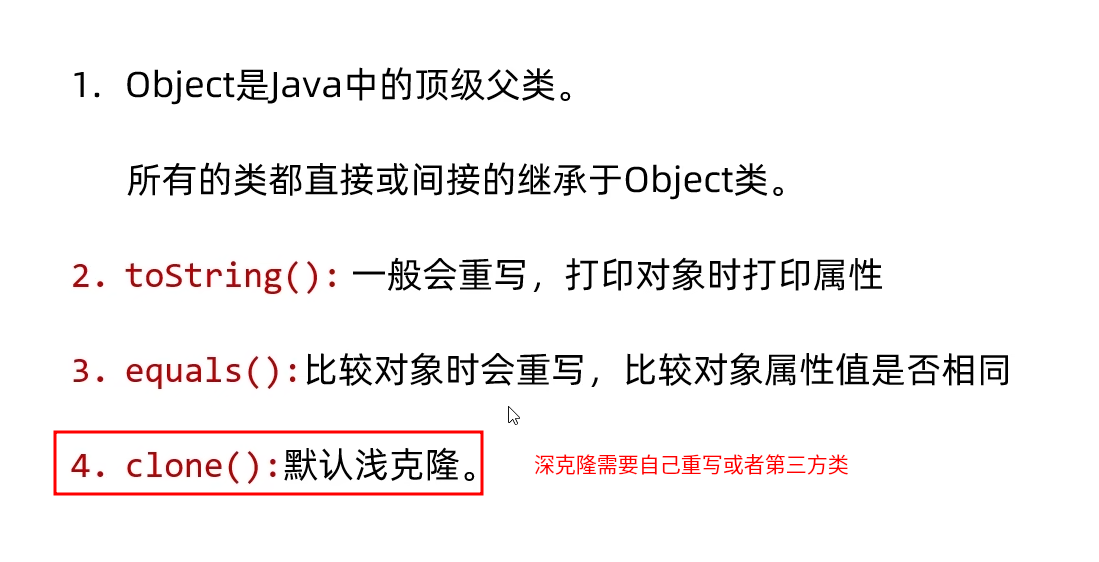 1. Object是Java中的顶级父类。
所有的类都直接或间接的继承于Object类。
2. toString(): 一般会重写，打印对象时打印属性
3. equals():比较对象时会重写，比较对象属性值是否相同
4. clone():默认浅克隆。 深克隆需要自己重写或者第三方类